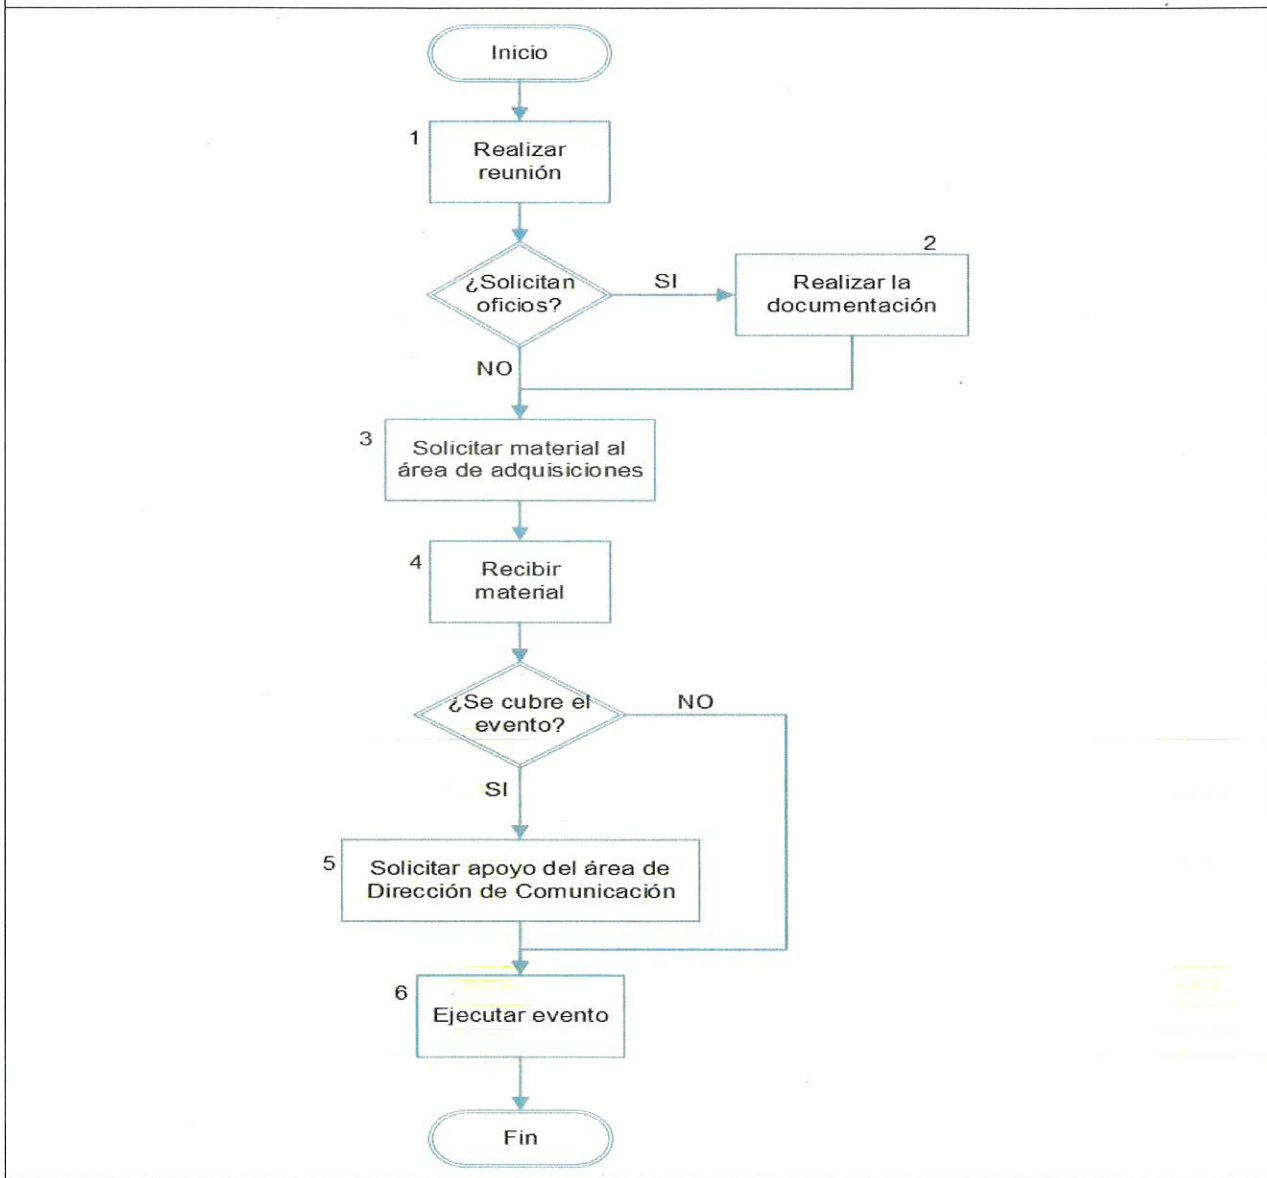 Inicio
1
Realizar
reunión
2
¿Solicitan
oficios?
SI
Realizar la
documentación
NO
3
Solicitar material al
área de adquisiciones
4
Recibir
material
¿Se cubre el
evento?
NO
SI
5
Solicitar apoyo del área de
Dirección de Comunicación
6
Ejecutar evento
Fin